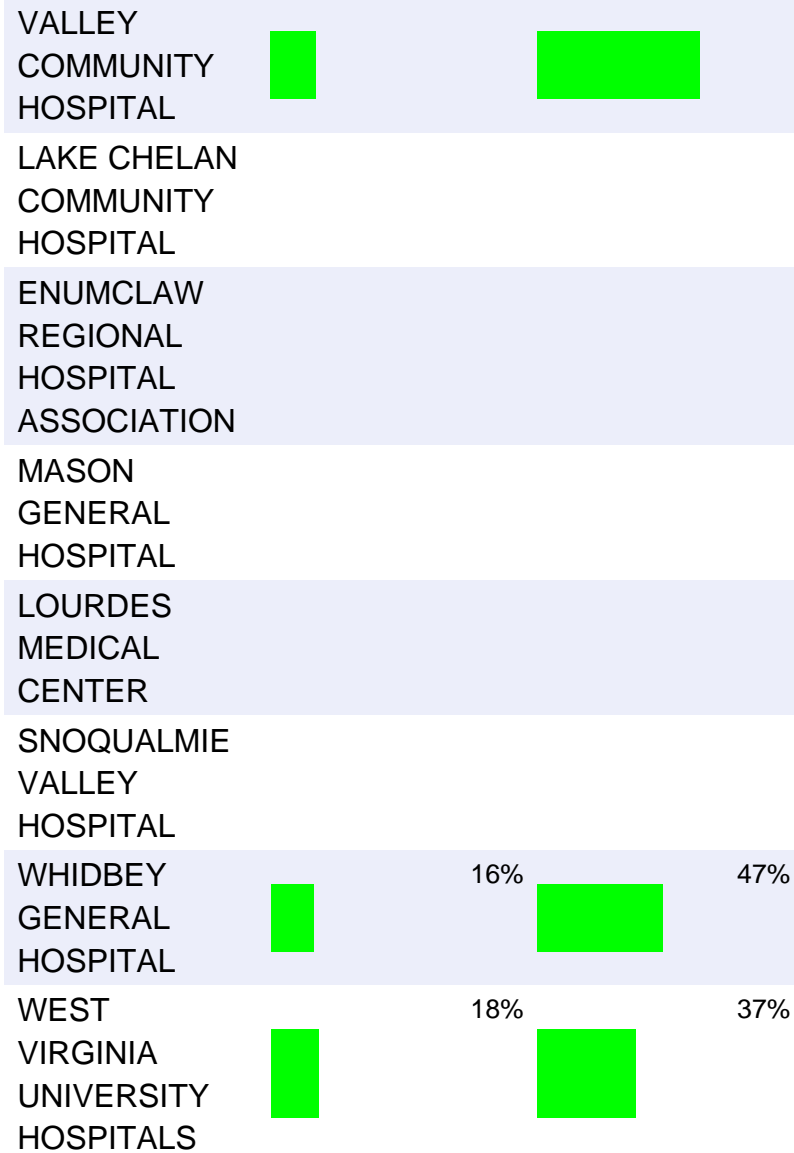 VALLEY
COMMUNITY
HOSPITAL
LAKE CHELAN
COMMUNITY
HOSPITAL
ENUMCLAW
REGIONAL
HOSPITAL
ASSOCIATION
MASON
GENERAL
HOSPITAL
LOURDES
MEDICAL
CENTER
SNOQUALMIE
VALLEY
HOSPITAL
WHIDBEY 16% 47%
GENERAL
HOSPITAL
WEST 18% 37%
VIRGINIA
UNIVERSITY
HOSPITALS